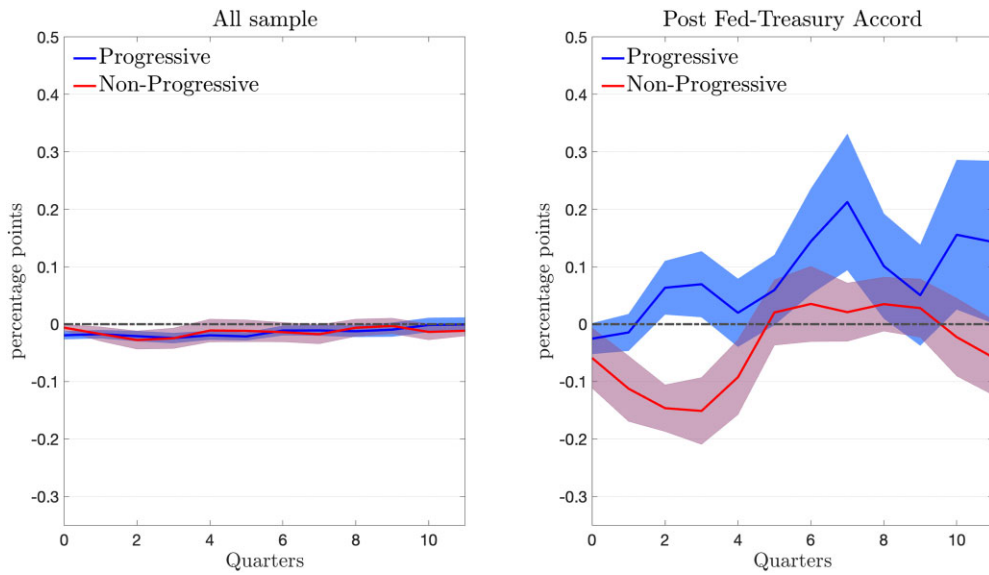 All sample
0.5
0.4
0.3
0.2
0.1
0
-0.1
-0.2
-0.3
percentage points
Progressive
Non-Progressive
0 2 4 6 8 10
Quarters
Post Fed-Treasury Accord
0.5
0.4
0.3
0.2
0.1
0
-0.1
-0.2
-0.3
percentage points
Progressive
Non-Progressive
0 2 4 6 8 10
Quarters